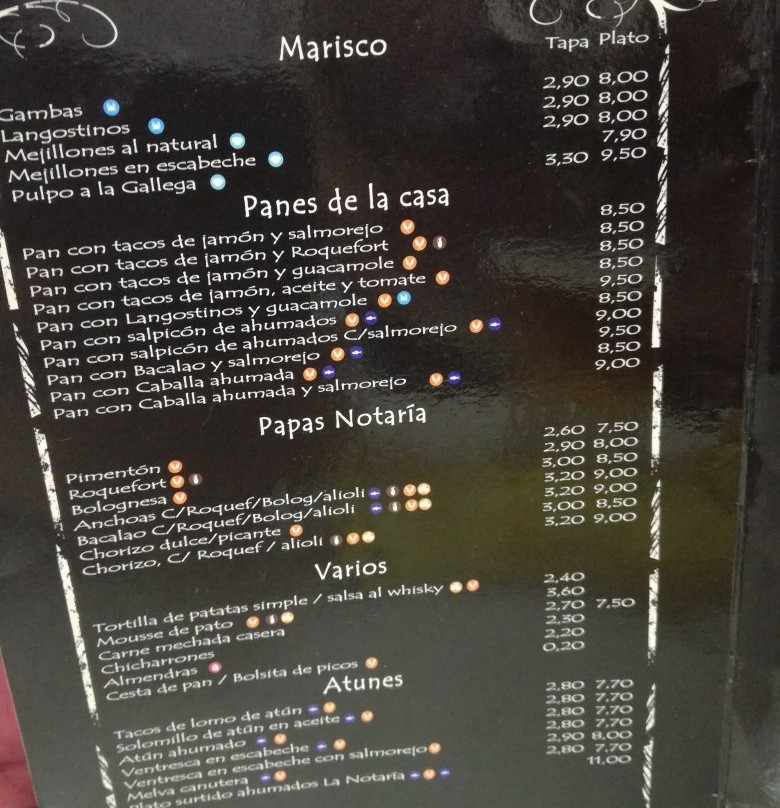 Marisco
Tapa Plato
Gambas 2,90 8,00
Langostinos 2,90 8,00
Mejillones al natural 2,90 8,00
Mejillones en escabeche 7,90
Pulpo a la Gallega 3,30 9,50
Panes de la casa
Pan con tacos de jamón y salmorejo 8,50
Pan con tacos de jamón y Roquefort 8,50
Pan con tacos de jamón y guacamole 8,50
Pan con tacos de jamón, aceite y tomate 8,50
Pan con Langostinos y guacamole 9,50
Pan con salpicón de ahumados 8,50
Pan con salpicón de ahumados C/salmorejo 9,00
Pan con Bacalao y salmorejo 9,50
Pan con Caballa ahumada 8,50
Pan con Caballa ahumada y salmorejo 9,00
Papas Notaría
Pimentón 2,60 7,50
Roquefort 2,90 8,00
Bolognesa 3,00 8,50
Anchoas C/Roquef/Bolog/alioli 3,20 9,00
Bacalao C/Roquef/Bolog/alioli 3,20 9,00
Chorizo dulce/picante 3,00 8,50
Chorizo, C/ Roquef / alioli 3,20 9,00
Varios
Tortilla de patatas simple / salsa al whisky 2,40
Mousse de pato 3,60
Carne mechada casera 2,70 7,50
Chicharrones 2,30
Almendras 2,20
Cesta de pan / Bolsita de picos 0,20
Atunes
Tacos de lomo de atún 2,80 7,70
Solomillo de atún en aceite 2,80 7,70
Atún ahumado 2,80 7,70
Ventresca en escabeche 2,80 7,70
Ventresca en escabeche con salmorejo 2,90 8,00
Melva canutera 2,80 7,70
plato surtido ahumados La Notaría 11,00